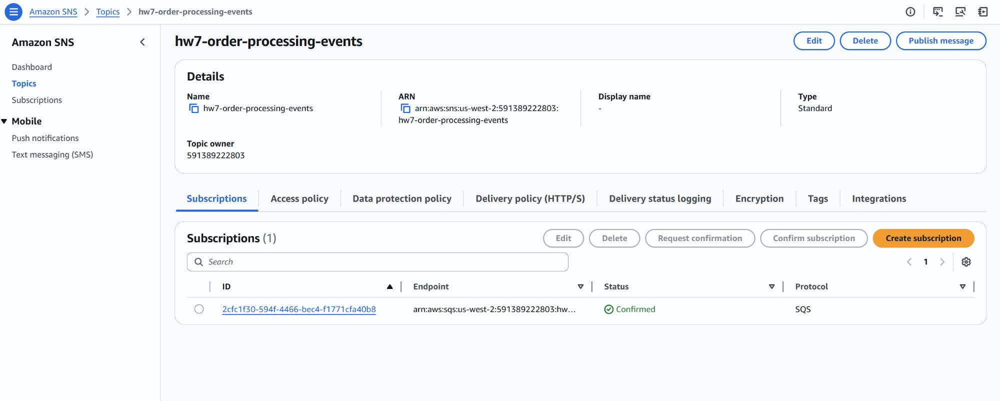 Amazon SNS > Topics > hw7-order-processing-events
Amazon SNS
Dashboard
Topics
Subscriptions
Mobile
Push notifications
Text messaging (SMS)
hw7-order-processing-events
Edit Delete Publish message
Details
Name
hw7-order-processing-events
ARN
arn:aws:sns:us-west-2:591389222803:
hw7-order-processing-events
Display name
-
Type
Standard
Topic owner
591389222803
Subscriptions Access policy Data protection policy Delivery policy (HTTP/S) Delivery status logging Encryption Tags Integrations
Subscriptions (1)
Edit Delete Request confirmation Confirm subscription Create subscription
Search
1
ID Endpoint Status Protocol
2cfc1f30-594f-4466-bec4-f1771cfa40b8 arn:aws:sqs:us-west-2:591389222803:hw... Confirmed SQS